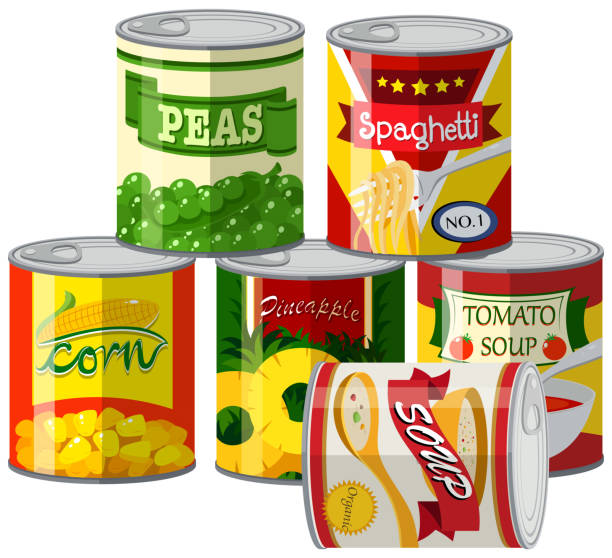 PEAS
Spaghetti
NO.1
corn
Pineapple
TOMATO
SOUP
SOUP
Organic